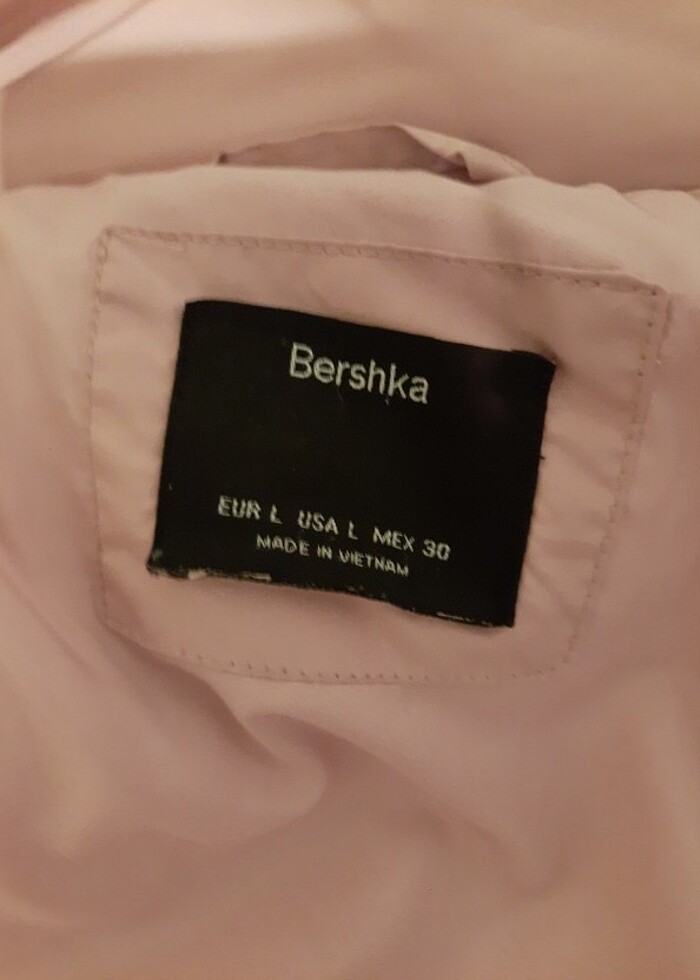 Bershka
EUR L USA L MEX 30
MADE IN VIETNAM